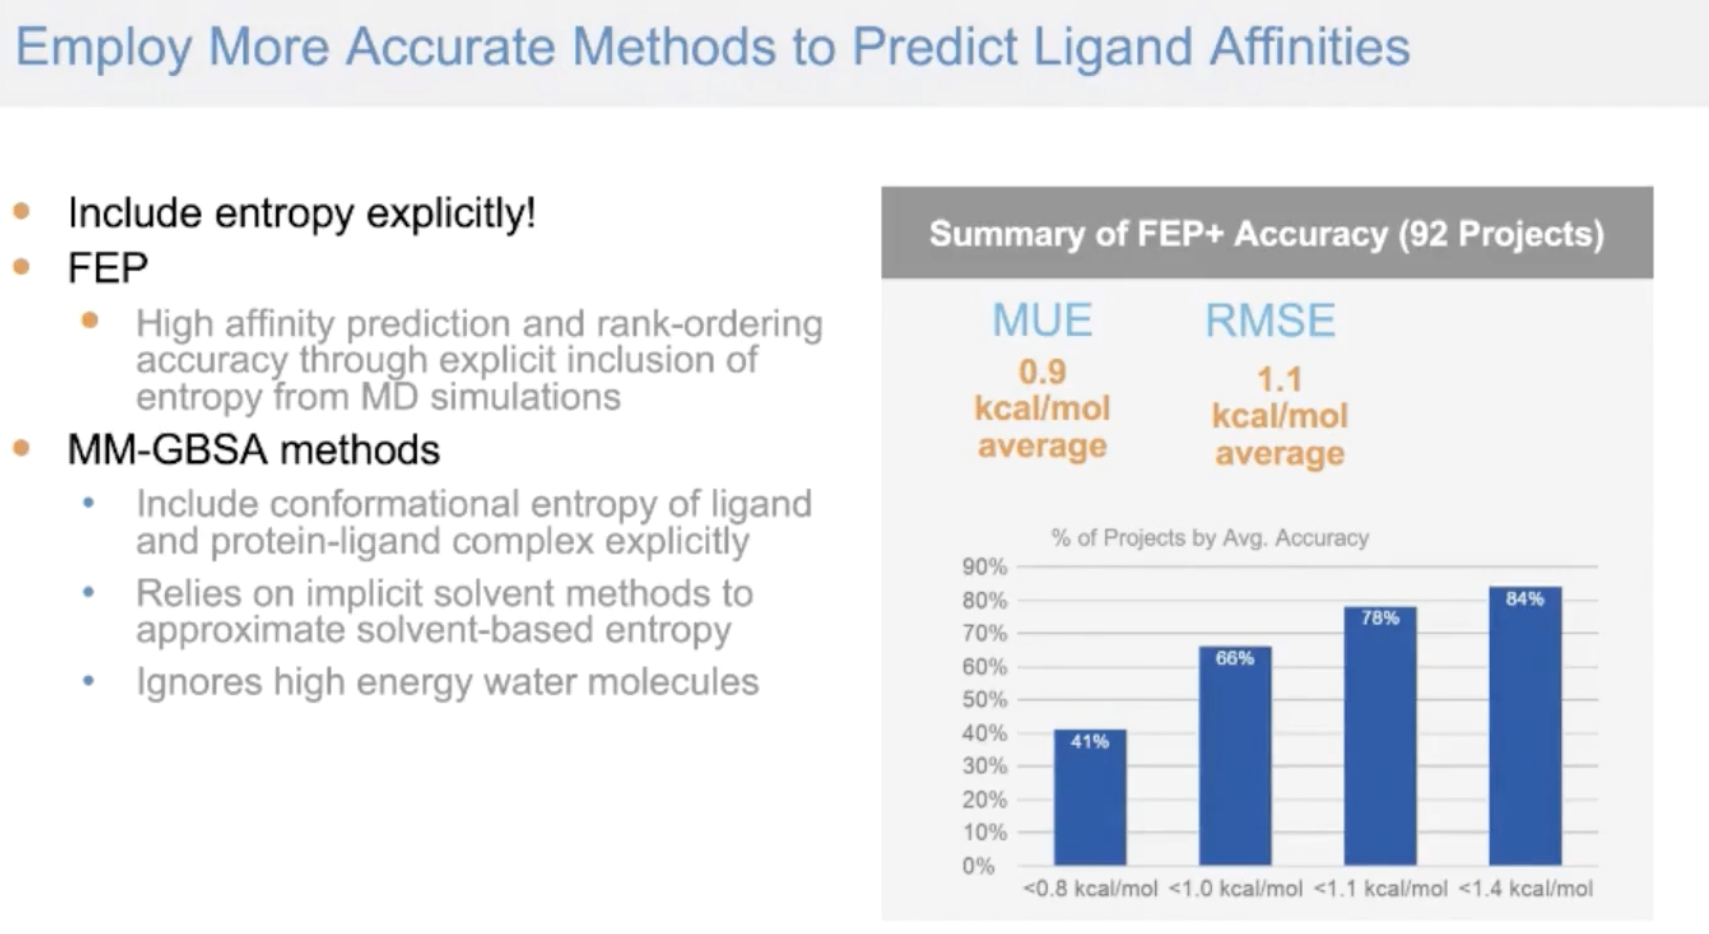 Employ More Accurate Methods to Predict Ligand Affinities
Include entropy explicitly!
FEP
High affinity prediction and rank-ordering
accuracy through explicit inclusion of
entropy from MD simulations
MM-GBSA methods
Include conformational entropy of ligand
and protein-ligand complex explicitly
Relies on implicit solvent methods to
approximate solvent-based entropy
Ignores high energy water molecules
Summary of FEP+ Accuracy (92 Projects)
MUE
0.9
kcal/mol
average
RMSE
1.1
kcal/mol
average
% of Projects by Avg. Accuracy
90%
80%
70%
60%
50%
40%
30%
20%
10%
0%
41%
66%
78%
84%
<0.8 kcal/mol <1.0 kcal/mol <1.1 kcal/mol <1.4 kcal/mol